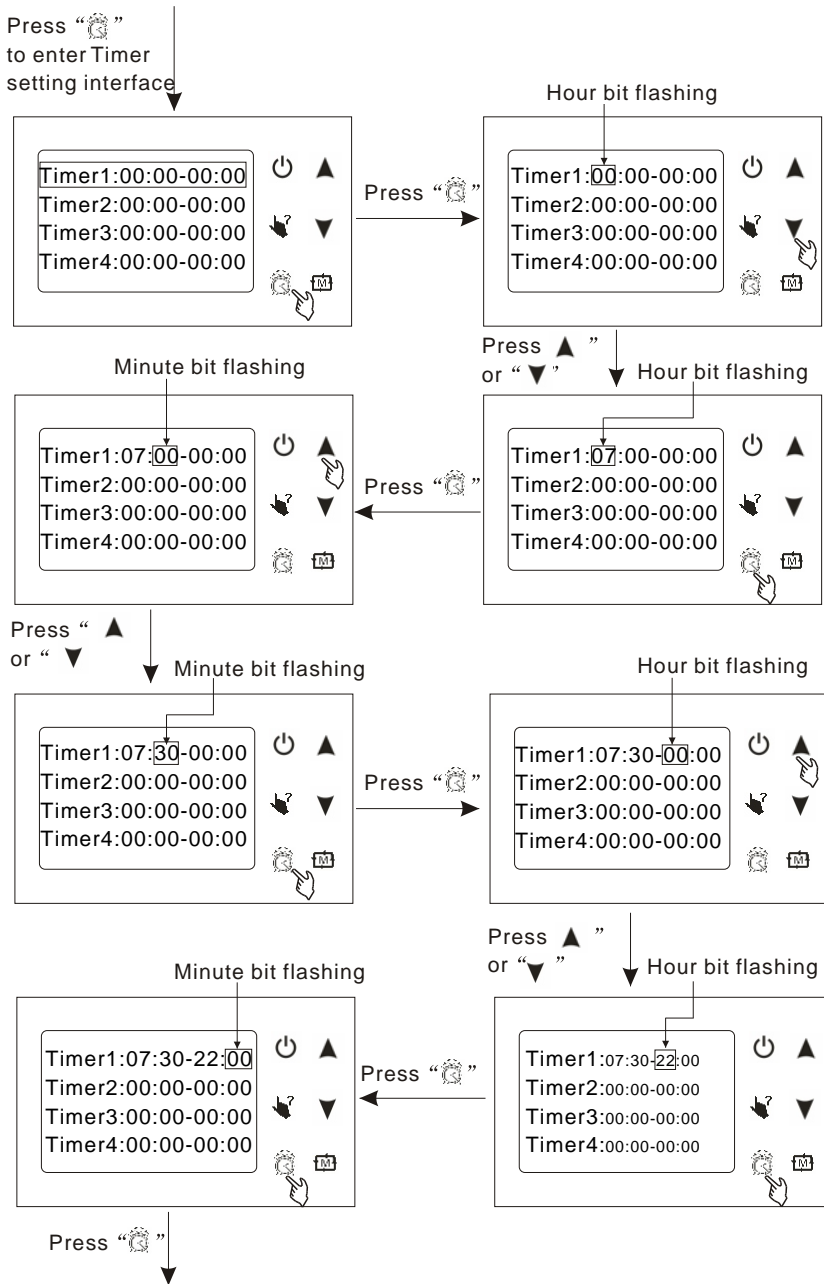 Press “ ”
to enter Timer
setting interface
Timer1:00:00-00:00
Timer2:00:00-00:00
Timer3:00:00-00:00
Timer4:00:00-00:00
?
M
Press “ ”
Hour bit flashing
Timer1:00:00-00:00
Timer2:00:00-00:00
Timer3:00:00-00:00
Timer4:00:00-00:00
?
M
Press ▲ ”
or “▼”
Hour bit flashing
Timer1:07:00-00:00
Timer2:00:00-00:00
Timer3:00:00-00:00
Timer4:00:00-00:00
?
M
Press “ ”
Minute bit flashing
Timer1:07:00-00:00
Timer2:00:00-00:00
Timer3:00:00-00:00
Timer4:00:00-00:00
?
M
Press “ ▲
or “ ▼
Minute bit flashing
Timer1:07:30-00:00
Timer2:00:00-00:00
Timer3:00:00-00:00
Timer4:00:00-00:00
?
M
Press “ ”
Hour bit flashing
Timer1:07:30-00:00
Timer2:00:00-00:00
Timer3:00:00-00:00
Timer4:00:00-00:00
?
M
Press ▲ ”
or “▼ ”
Hour bit flashing
Timer1:07:30-22:00
Timer2:00:00-00:00
Timer3:00:00-00:00
Timer4:00:00-00:00
?
M
Press “ ”
Minute bit flashing
Timer1:07:30-22:00
Timer2:00:00-00:00
Timer3:00:00-00:00
Timer4:00:00-00:00
?
M
Press “ ”